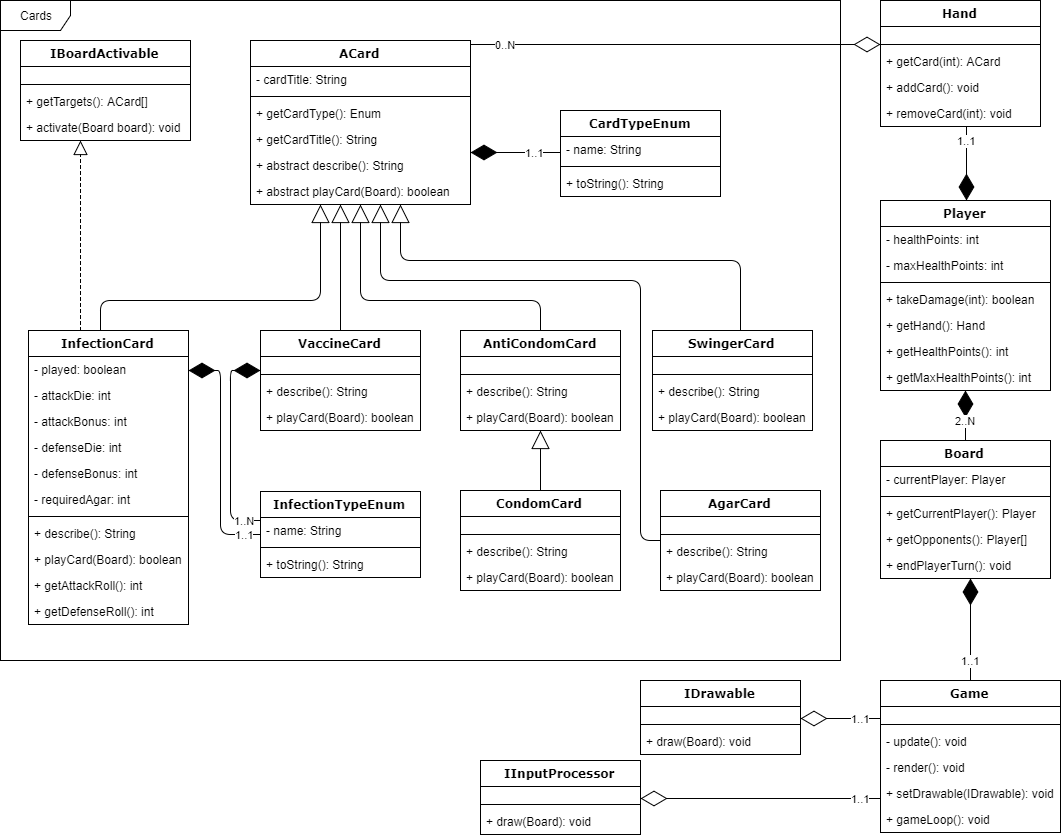 Cards
IBoardActivable
+ getTargets(): ACard[]
+ activate(Board board): void
ACard
- cardTitle: String
+ getCardType(): Enum
+ getCardTitle(): String
+ abstract describe(): String
+ abstract playCard(Board): boolean
0..N
1..1
CardTypeEnum
- name: String
+ toString(): String
Hand
+ getCard(int): ACard
+ addCard(): void
+ removeCard(int): void
1..1
Player
- healthPoints: int
- maxHealthPoints: int
+ takeDamage(int): boolean
+ getHand(): Hand
+ getHealthPoints(): int
+ getMaxHealthPoints(): int
2..N
InfectionCard
- played: boolean
- attackDie: int
- attackBonus: int
- defenseDie: int
- defenseBonus: int
- requiredAgar: int
+ describe(): String
+ playCard(Board): boolean
+ getAttackRoll(): int
+ getDefenseRoll(): int
VaccineCard
+ describe(): String
+ playCard(Board): boolean
AntiCondomCard
+ describe(): String
+ playCard(Board): boolean
SwingerCard
+ describe(): String
+ playCard(Board): boolean
1..N
1..1
InfectionTypeEnum
- name: String
+ toString(): String
CondomCard
+ describe(): String
+ playCard(Board): boolean
AgarCard
+ describe(): String
+ playCard(Board): boolean
Board
- currentPlayer: Player
+ getCurrentPlayer(): Player
+ getOpponents(): Player[]
+ endPlayerTurn(): void
1..1
IDrawable
+ draw(Board): void
1..1
IInputProcessor
+ draw(Board): void
1..1
Game
- update(): void
- render(): void
+ setDrawable(IDrawable): void
+ gameLoop(): void